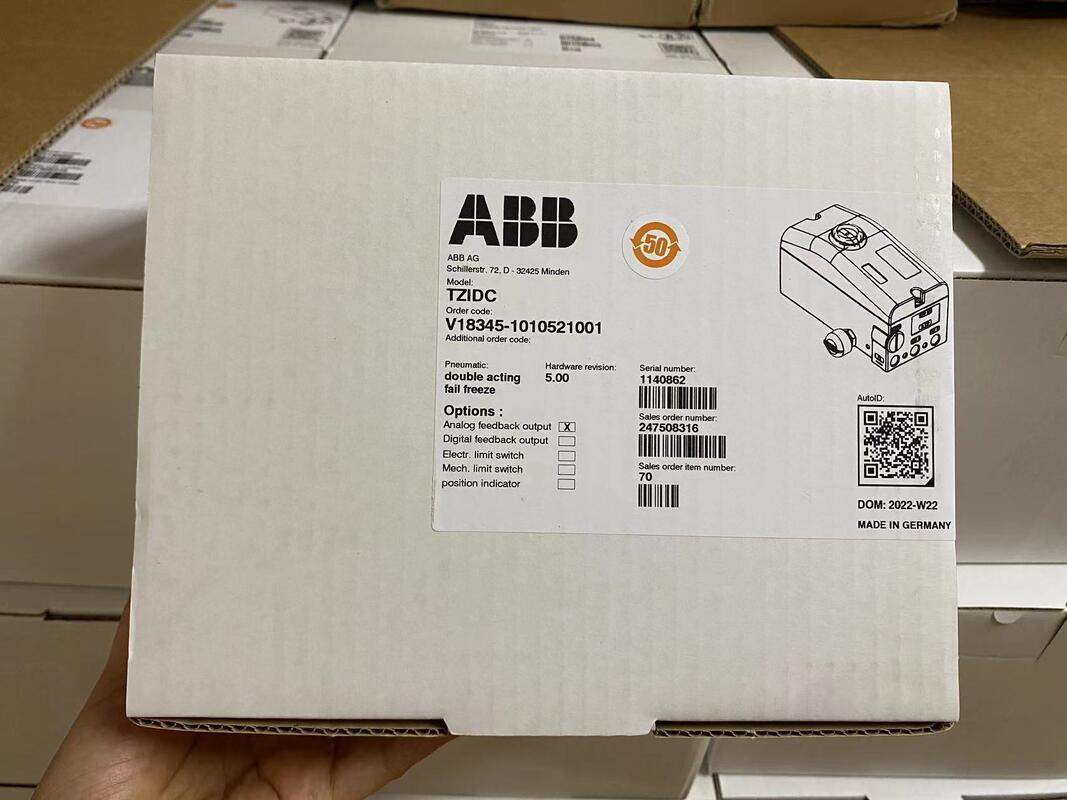 ABB
50
ABB AG
Schillerstr. 72, D - 32425 Minden
Model:
TZIDC
Order code:
V18345-1010521001
Additional order code:
Pneumatic:
double acting
fail freeze
Hardware revision:
5.00
Options :
Analog feedback output X
Digital feedback output
Electr. limit switch
Mech. limit switch
position indicator
Serial number:
1140862
Sales order number:
247508316
Sales order item number:
70
AutoID:
DOM: 2022-W22
MADE IN GERMANY